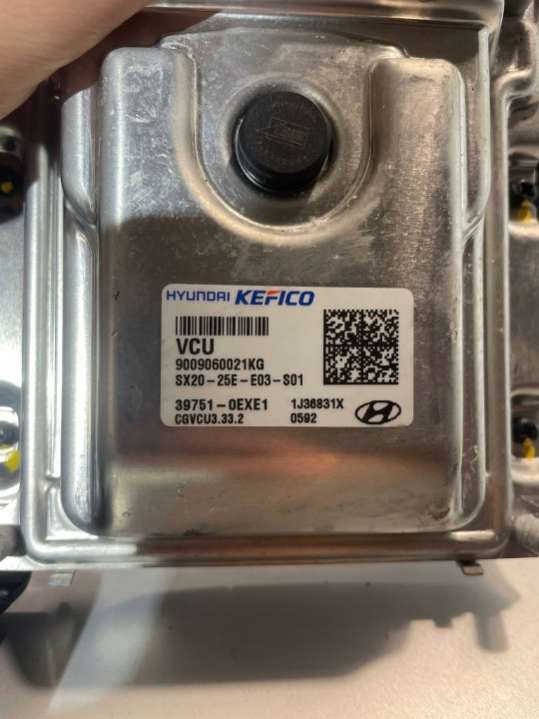 HYUNDAI KEFICO
VCU
9009060021KG
SX20-25E-E03-S01
39751-0EXE1 1J36831X
CGVCU3.33.2 0592